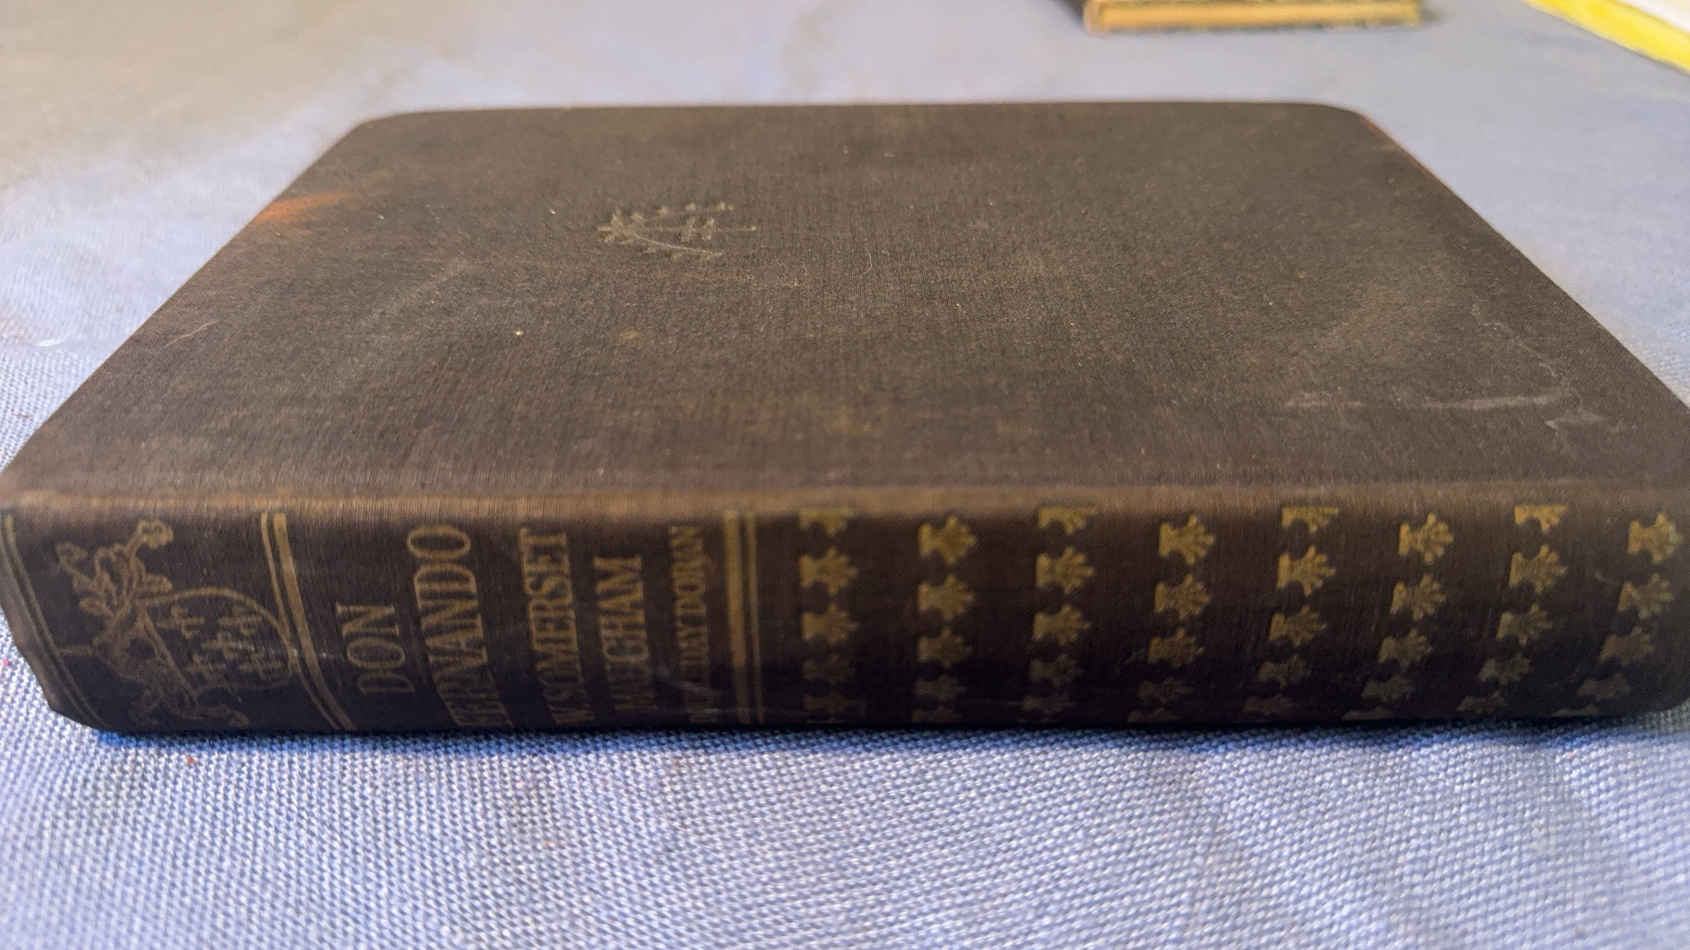 DON
FERNANDO
W. SOMERSET
MAUGHAM
DOUBLEDAY DORAN